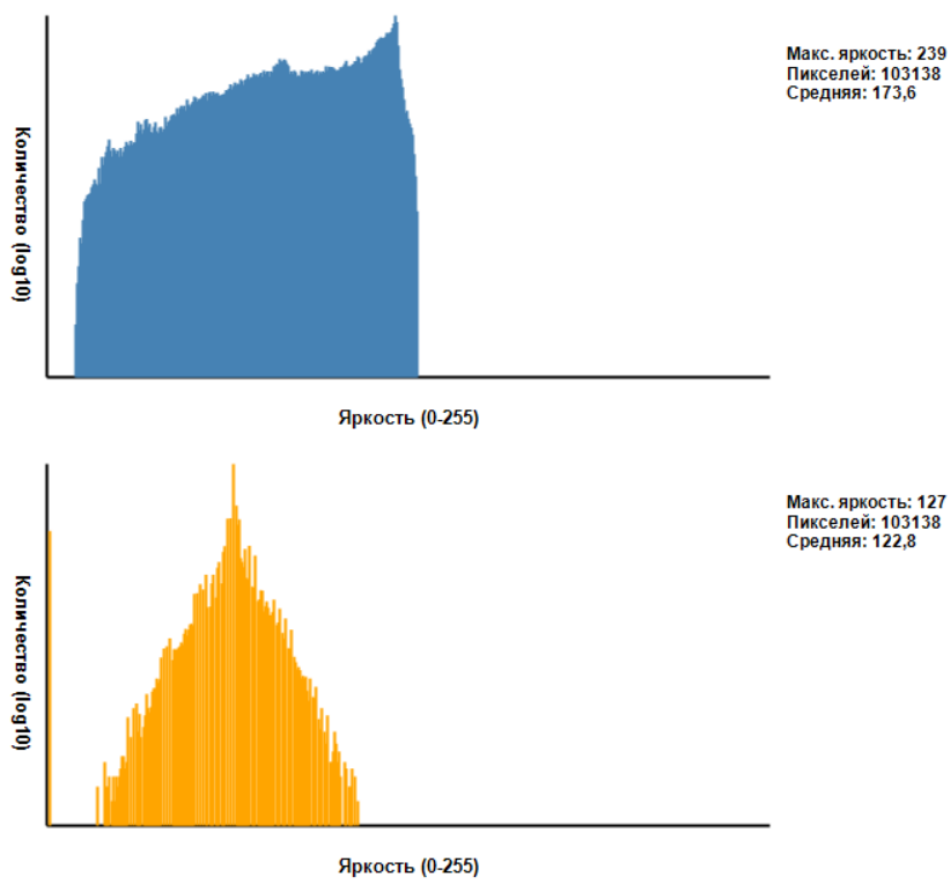 Макс. яркость: 239
Пикселей: 103138
Средняя: 173,6
Количество (log10)
Яркость (0-255)
Макс. яркость: 127
Пикселей: 103138
Средняя: 122,8
Количество (log10)
Яркость (0-255)